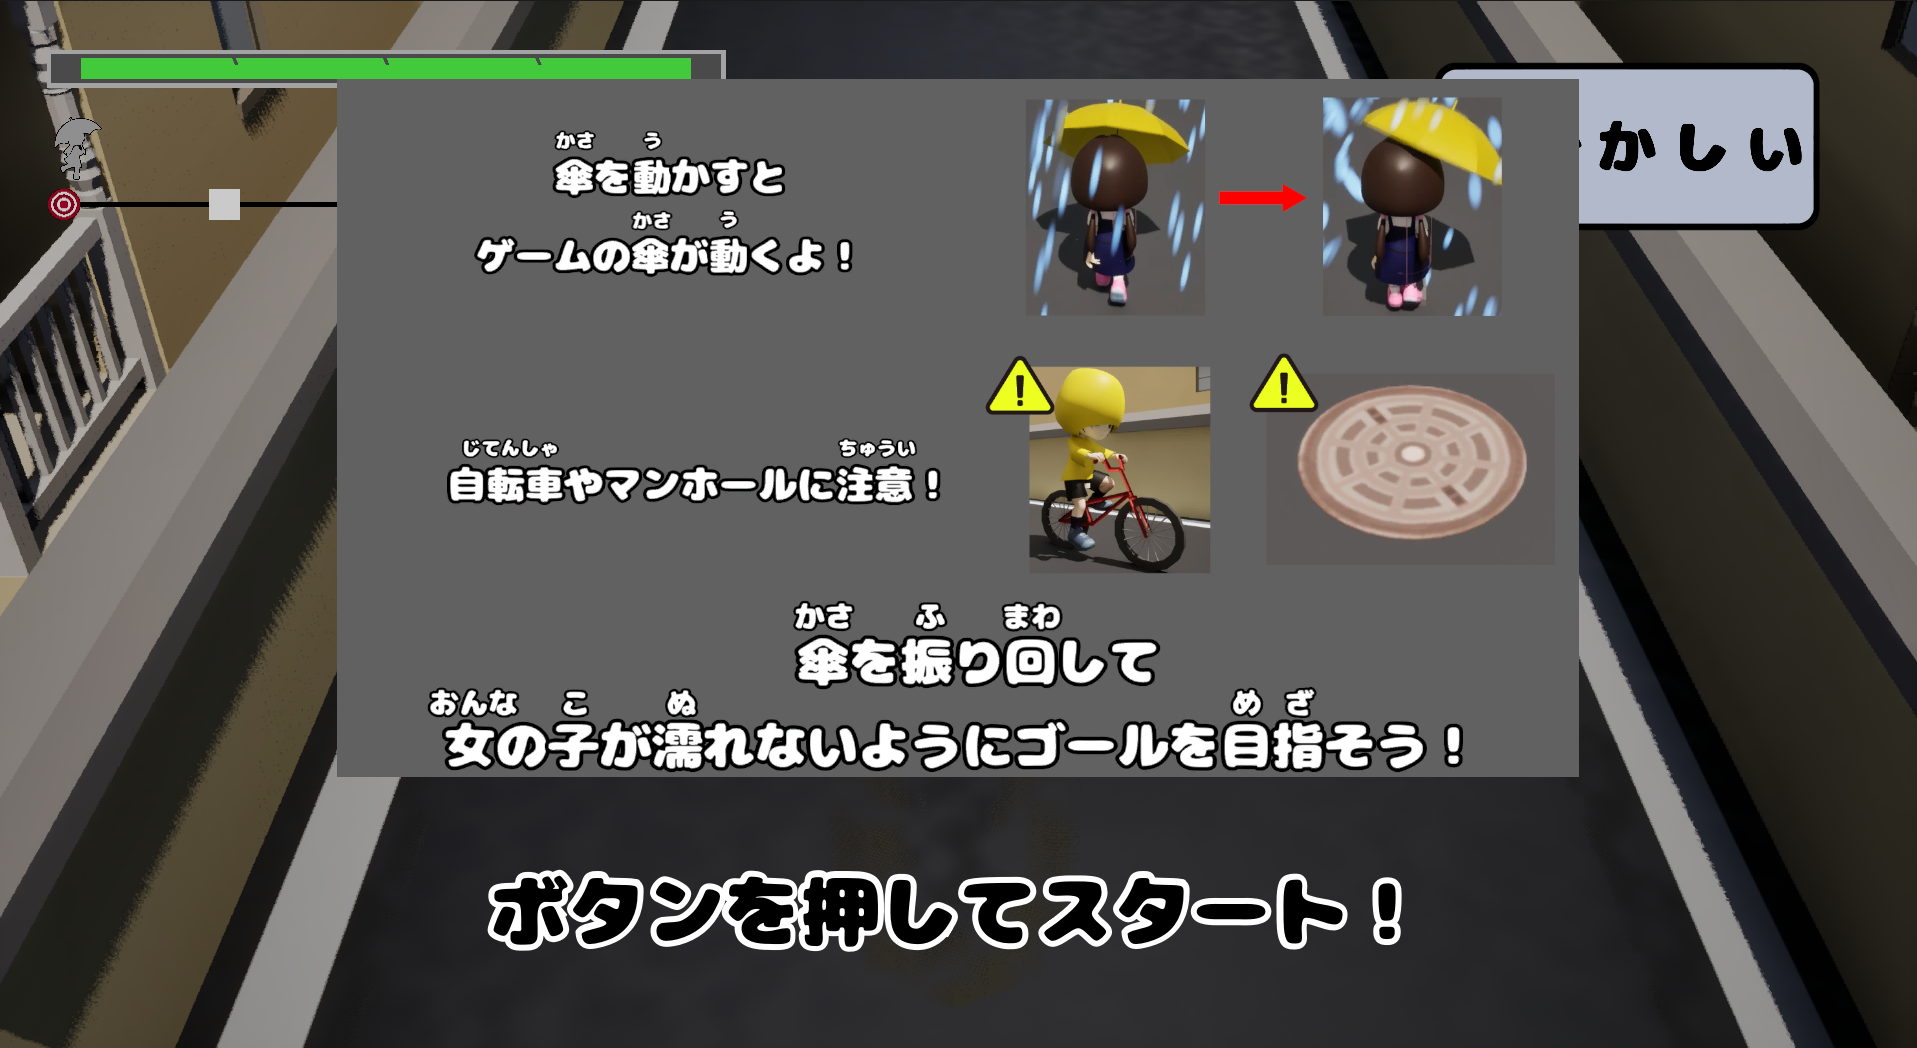 かさ う
傘を動かすと
かさ う
ゲームの傘が動くよ！
かしい
じてんしゃ ちゅうい
自転車やマンホールに注意！
かさ ふ まわ
傘を振り回して
おんな こ ぬ め ざ
女の子が濡れないようにゴールを目指そう！
ボタンを押してスタート！